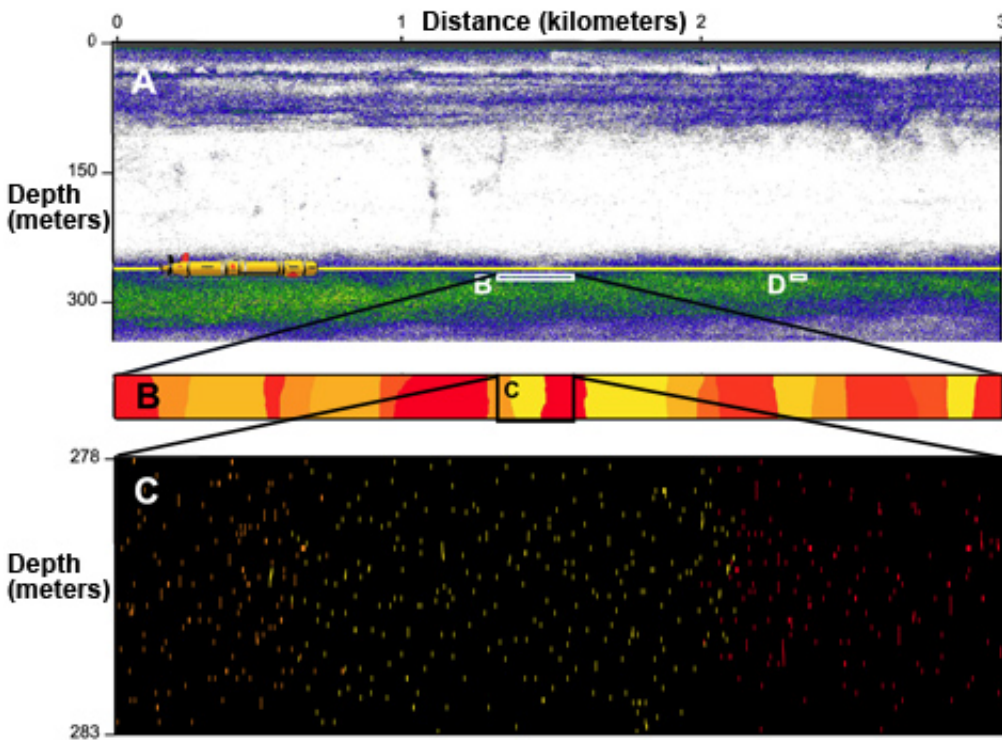 Distance (kilometers)
0 1 2 3
0
A
150
Depth
(meters)
B D
300
B C
278
C
Depth
(meters)
283